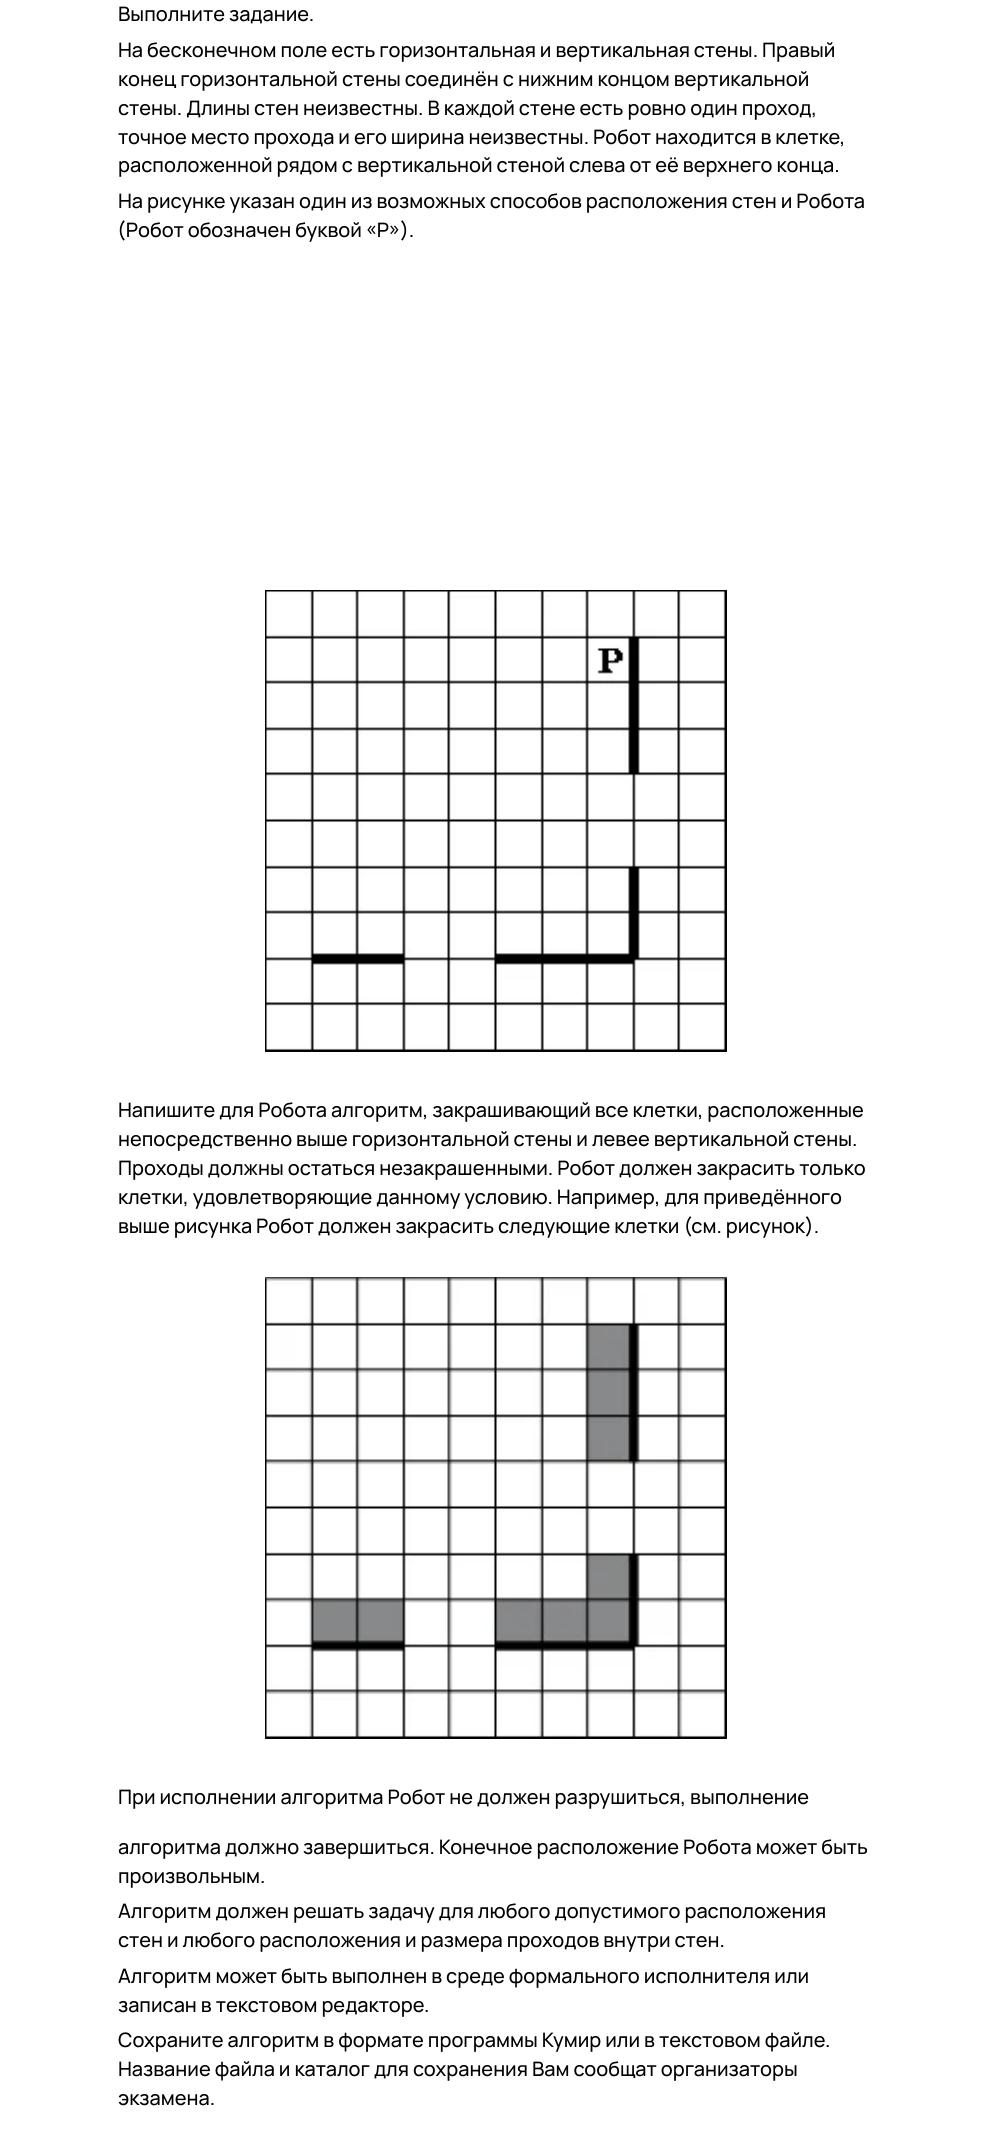 Выполните задание.
На бесконечном поле есть горизонтальная и вертикальная стены. Правый
конец горизонтальной стены соединён с нижним концом вертикальной
стены. Длины стен неизвестны. В каждой стене есть ровно один проход,
точное место прохода и его ширина неизвестны. Робот находится в клетке,
расположенной рядом с вертикальной стеной слева от её верхнего конца.
На рисунке указан один из возможных способов расположения стен и Робота
(Робот обозначен буквой «Р»).
Р
Напишите для Робота алгоритм, закрашивающий все клетки, расположенные
непосредственно выше горизонтальной стены и левее вертикальной стены.
Проходы должны остаться незакрашенными. Робот должен закрасить только
клетки, удовлетворяющие данному условию. Например, для приведённого
выше рисунка Робот должен закрасить следующие клетки (см. рисунок).
При исполнении алгоритма Робот не должен разрушиться, выполнение
алгоритма должно завершиться. Конечное расположение Робота может быть
произвольным.
Алгоритм должен решать задачу для любого допустимого расположения
стен и любого расположения и размера проходов внутри стен.
Алгоритм может быть выполнен в среде формального исполнителя или
записан в текстовом редакторе.
Сохраните алгоритм в формате программы Кумир или в текстовом файле.
Название файла и каталог для сохранения Вам сообщат организаторы
экзамена.